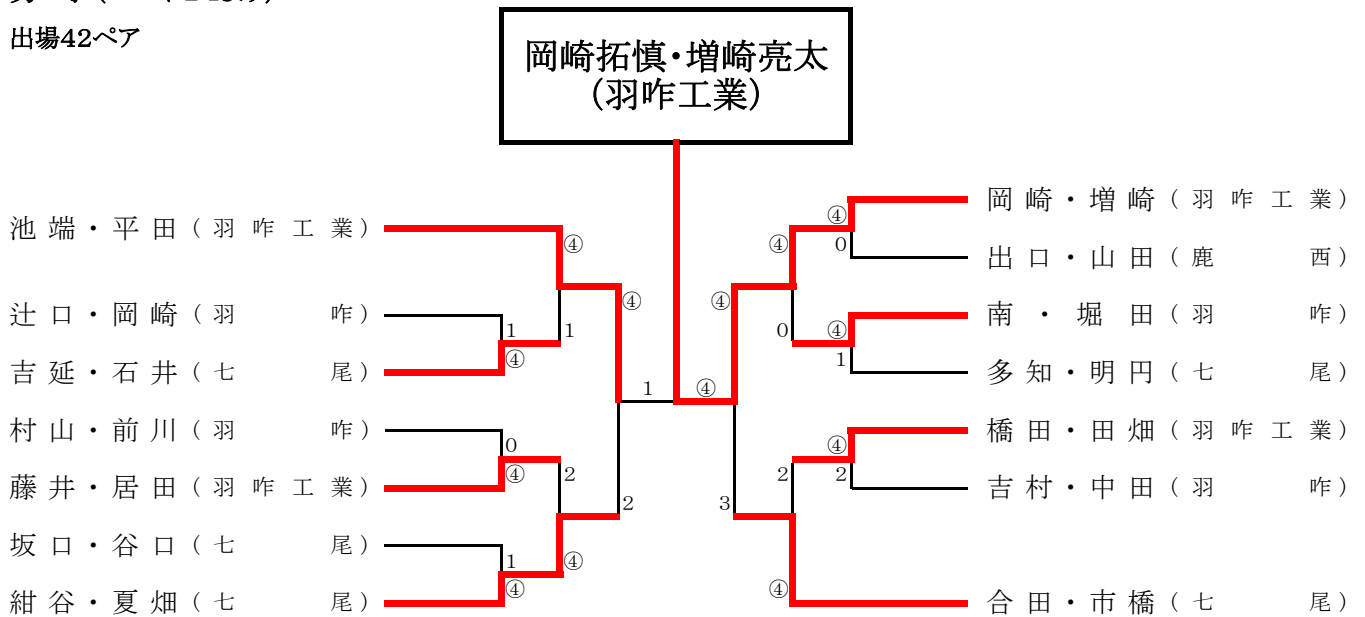 出場42ペア
岡崎拓慎・増崎亮太
(羽咋工業)
池端・平田(羽咋工業)
辻口・岡崎(羽咋)
吉延・石井(七尾)
村山・前川(羽咋)
藤井・居田(羽咋工業)
坂口・谷口(七尾)
紺谷・夏畑(七尾)
④
1
④
1
④
0
④
2
1
④
④
2
1
④
岡崎・増崎(羽咋工業)
出口・山田(鹿西)
南・堀田(羽咋)
多知・明円(七尾)
橋田・田畑(羽咋工業)
吉村・中田(羽咋)
合田・市橋(七尾)
④
0
④
④
0
④
1
④
2
2
3
④